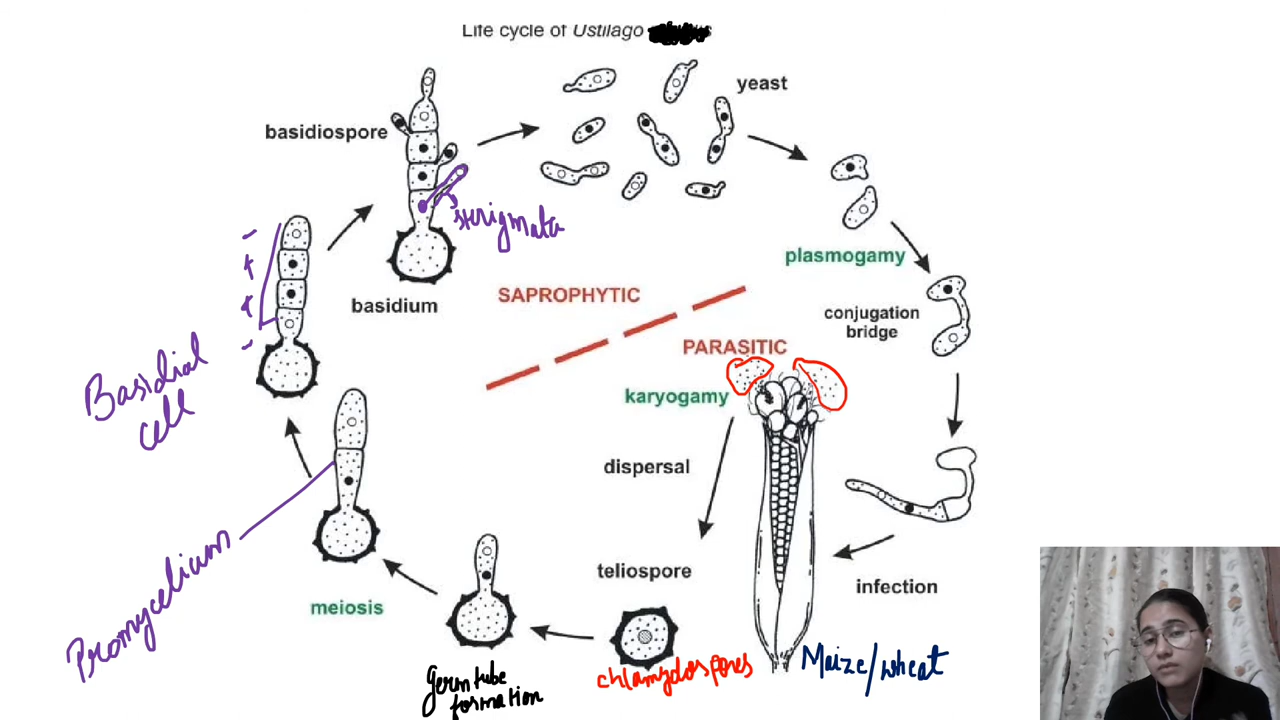 Life cycle of Ustilago
yeast
basidiospore
sterigmata
plasmogamy
basidium
SAPROPHYTIC
conjugation
bridge
- + + -
PARASITIC
karyogamy
Basidial
cell
dispersal
teliospore
infection
meiosis
Promycelium
chlamydospores
Maize/wheat
Germ tube
formation